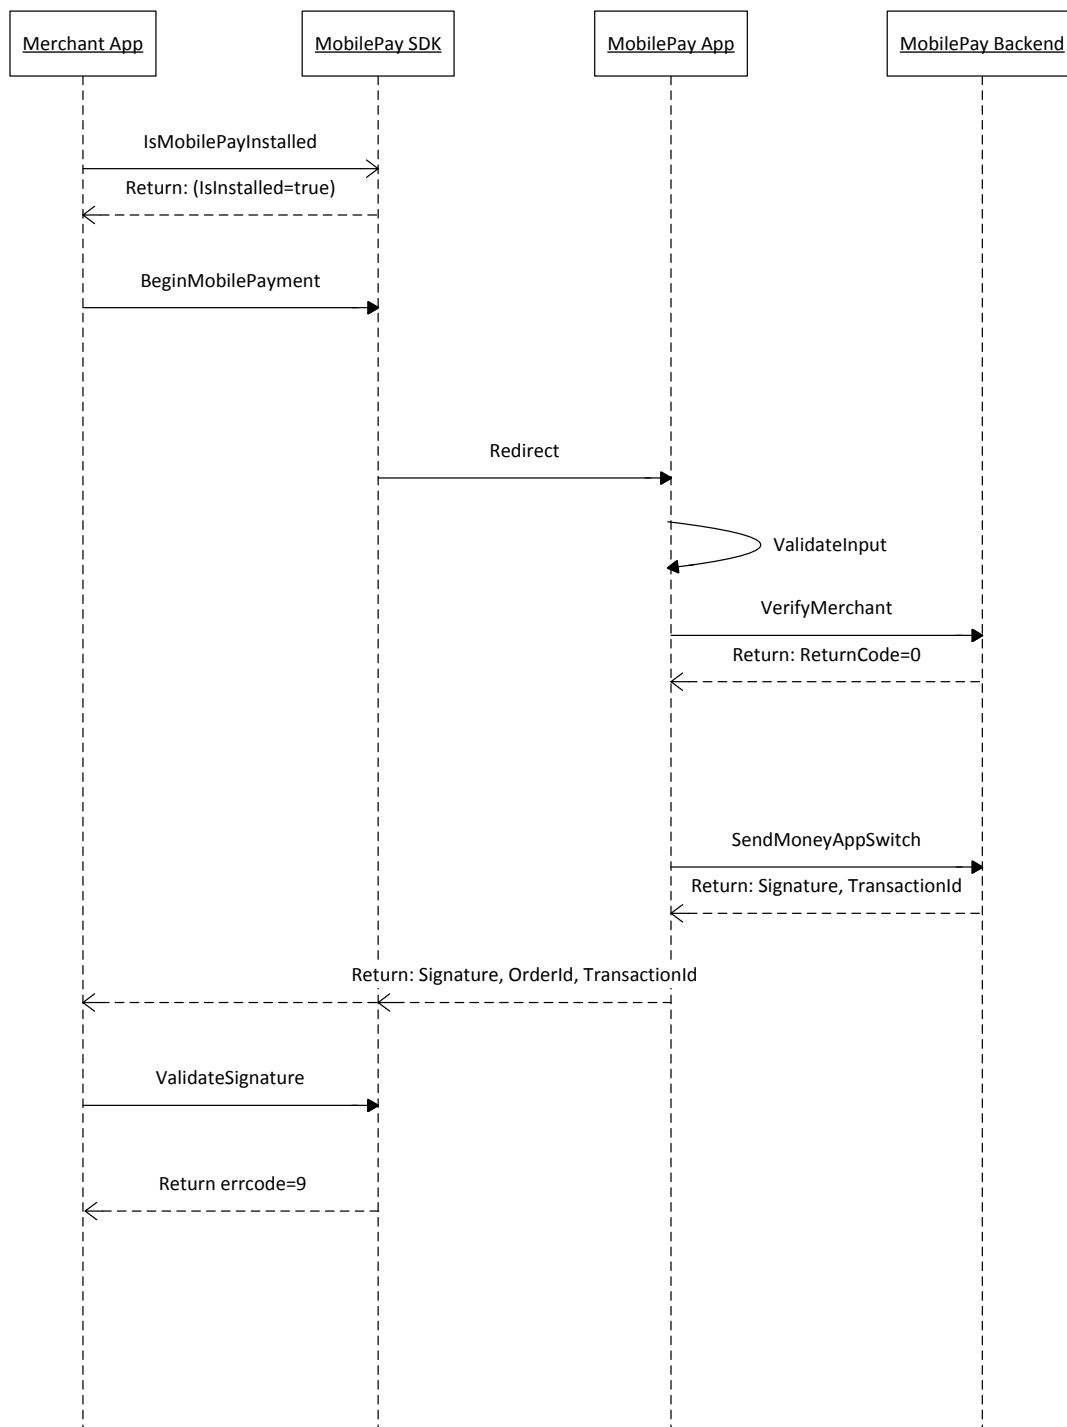 Merchant App
MobilePay SDK
MobilePay App
MobilePay Backend
IsMobilePayInstalled
Return: (IsInstalled=true)
BeginMobilePayment
Redirect
ValidateInput
VerifyMerchant
Return: ReturnCode=0
SendMoneyAppSwitch
Return: Signature, TransactionId
Return: Signature, OrderId, TransactionId
ValidateSignature
Return errcode=9